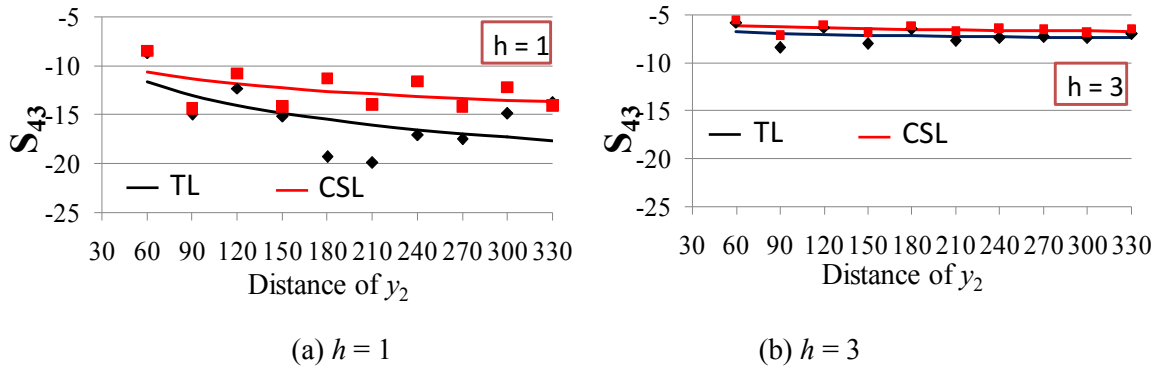 -5
-10
-15
-20
-25
S43
h = 1
TL
CSL
30 60 90 120 150 180 210 240 270 300 330
Distance of y2
(a) h = 1
-5
-10
-15
-20
-25
S43
h = 3
TL
CSL
30 60 90 120 150 180 210 240 270 300 330
Distance of y2
(b) h = 3